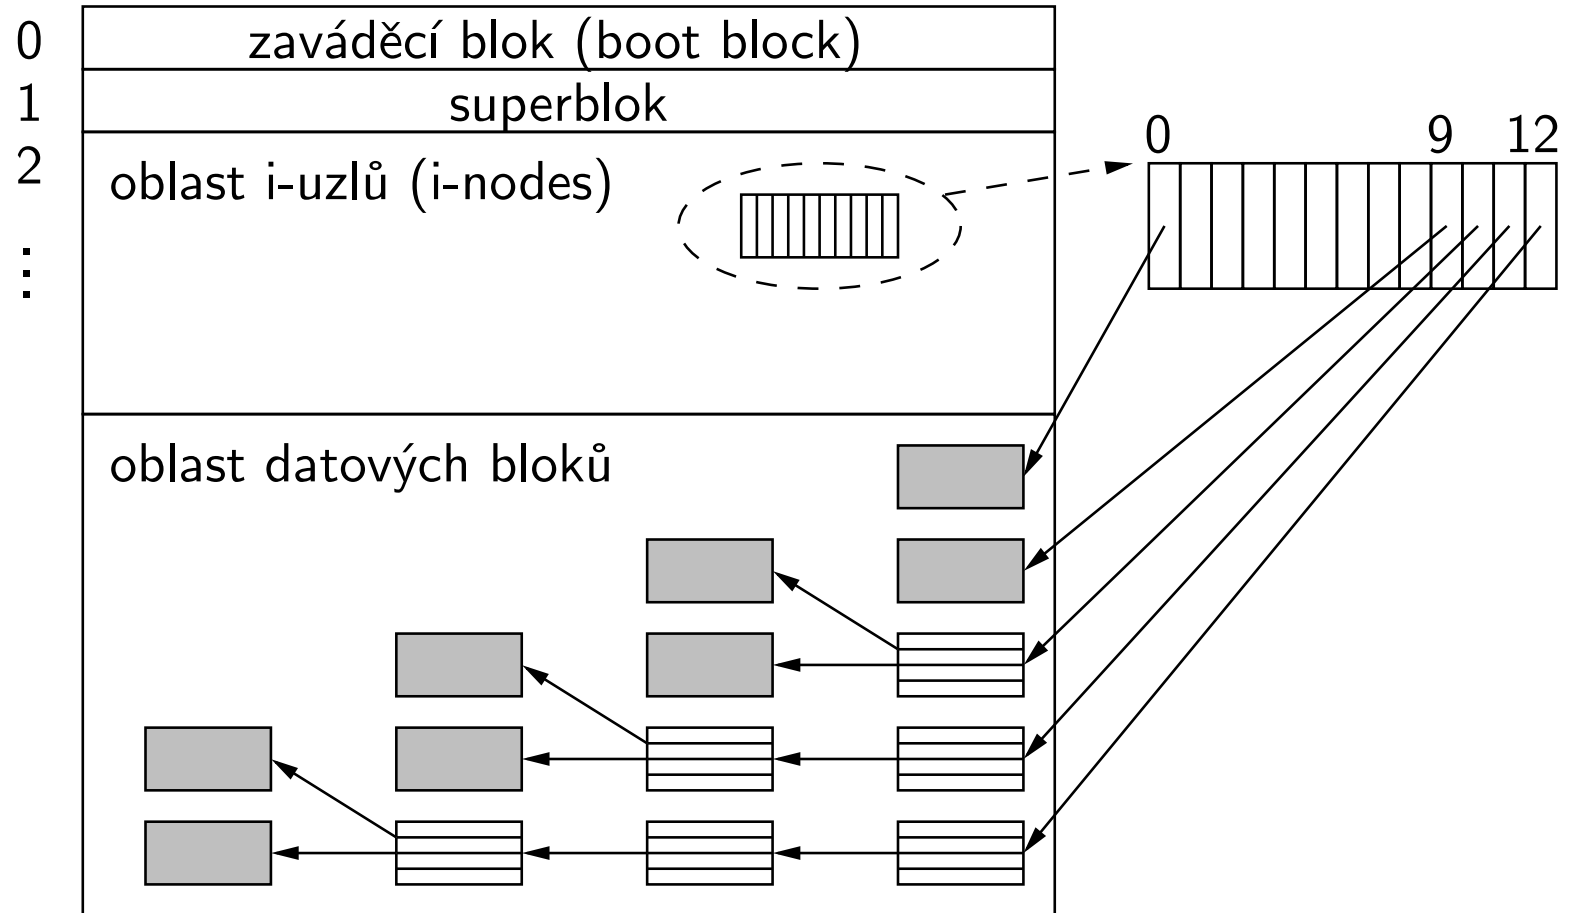 0
zaváděcí blok (boot block)
1
superblok
2
oblast i-uzlů (i-nodes)
0 9 12
oblast datových bloků